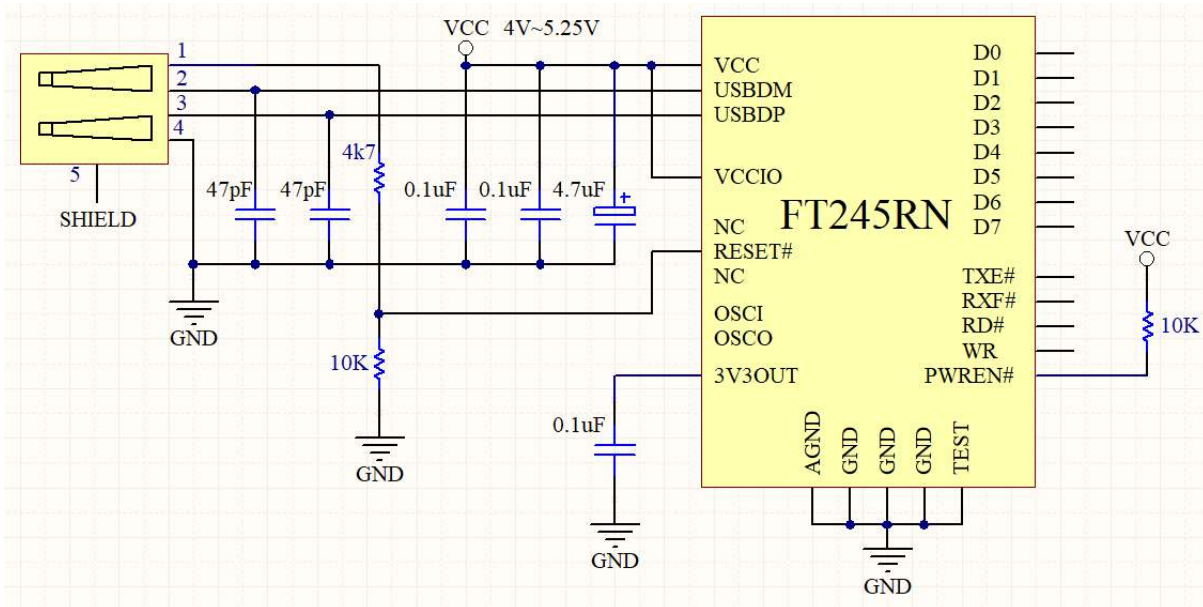 1
2
3
4
5
SHIELD
GND
47pF
47pF
4k7
10K
GND
VCC 4V~5.25V
0.1uF
0.1uF
4.7uF
+
0.1uF
GND
FT245RN
VCC
USBDM
USBDP
VCCIO
NC
RESET#
NC
OSCI
OSCO
3V3OUT
D0
D1
D2
D3
D4
D5
D6
D7
TXE#
RXF#
RD#
WR
PWREN#
AGND
GND
GND
GND
TEST
GND
VCC
10K